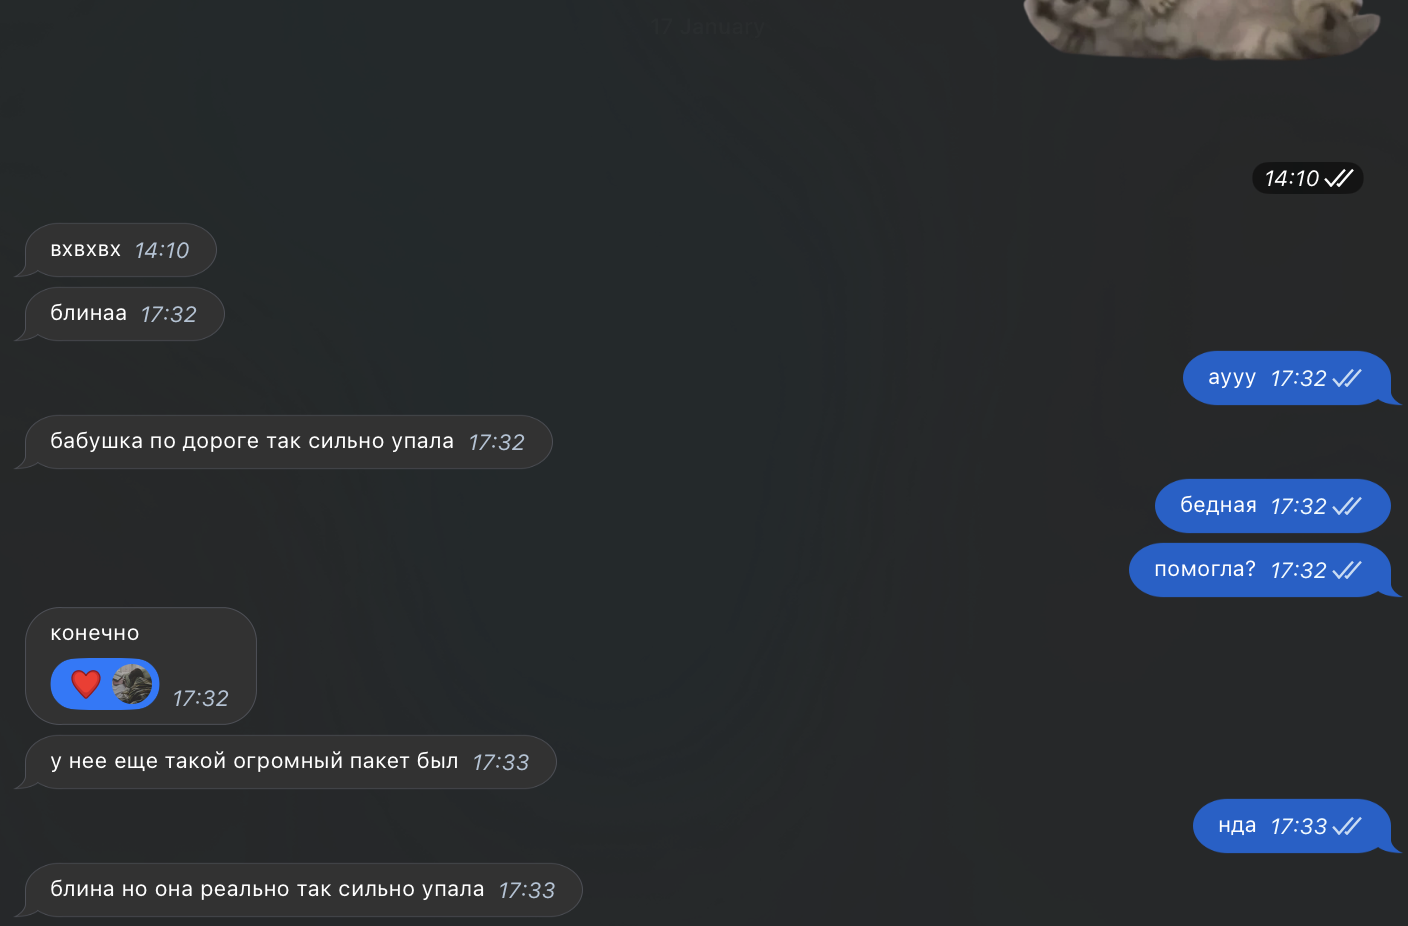 17 January
14:10
вхвхвх 14:10
блинаа 17:32
аууу 17:32
бабушка по дороге так сильно упала 17:32
бедная 17:32
помогла? 17:32
конечно
17:32
у нее еще такой огромный пакет был 17:33
нда 17:33
блина но она реально так сильно упала 17:33